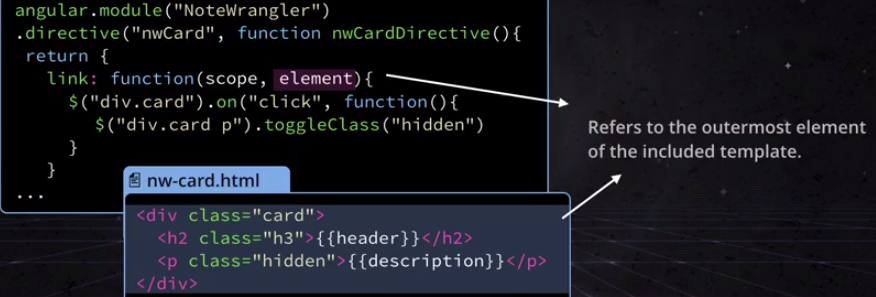 angular.module("NoteWrangler")
.directive("nwCard", function nwCardDirective(){
return {
link: function(scope, element){
$("div.card").on("click", function(){
$("div.card p").toggleClass("hidden")
}
}
...
Refers to the outermost element
of the included template.
nw-card.html
<div class="card">
<h2 class="h3">{{header}}</h2>
<p class="hidden">{{description}}</p>
</div>